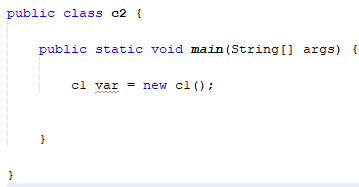 public class c2 {
public static void main(String[] args) {
c1 var = new c1();
}
}